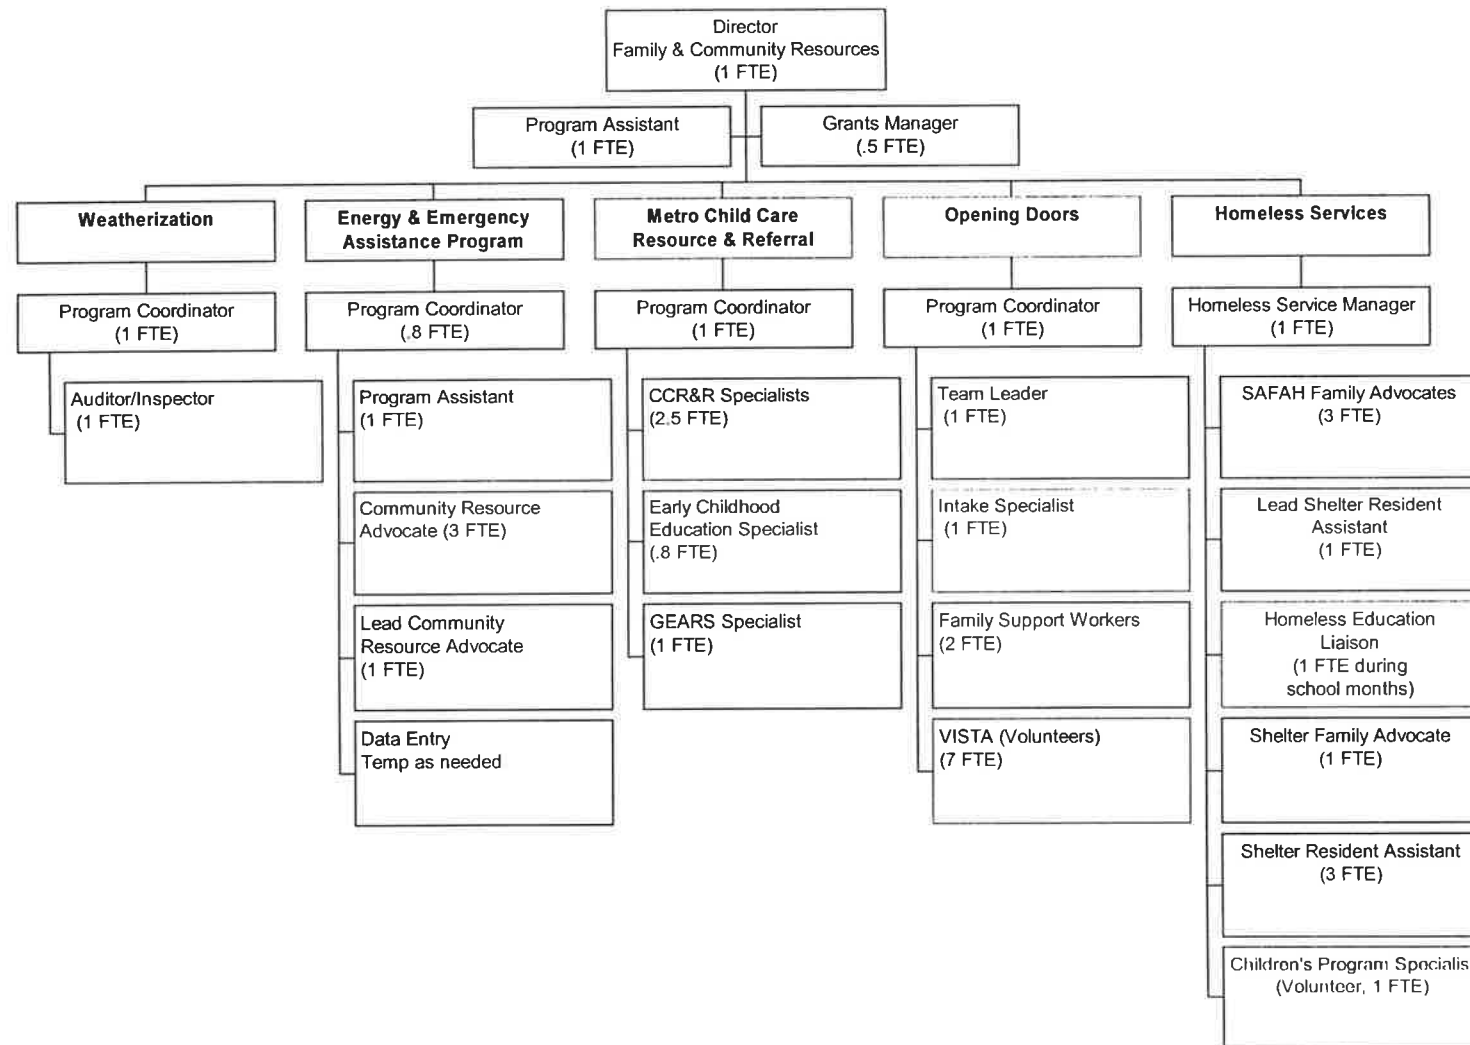 Director
Family & Community Resources
(1 FTE)
Program Assistant
(1 FTE)
Grants Manager
(.5 FTE)
Weatherization
Energy & Emergency
Assistance Program
Metro Child Care
Resource & Referral
Opening Doors
Homeless Services
Program Coordinator
(1 FTE)
Program Coordinator
(.8 FTE)
Program Coordinator
(1 FTE)
Program Coordinator
(1 FTE)
Homeless Service Manager
(1 FTE)
Auditor/Inspector
(1 FTE)
Program Assistant
(1 FTE)
Community Resource
Advocate (3 FTE)
Lead Community
Resource Advocate
(1 FTE)
Data Entry
Temp as needed
CCR&R Specialists
(2.5 FTE)
Early Childhood
Education Specialist
(.8 FTE)
GEARS Specialist
(1 FTE)
Team Leader
(1 FTE)
Intake Specialist
(1 FTE)
Family Support Workers
(2 FTE)
VISTA (Volunteers)
(7 FTE)
SAFAH Family Advocates
(3 FTE)
Lead Shelter Resident
Assistant
(1 FTE)
Homeless Education
Liaison
(1 FTE during
school months)
Shelter Family Advocate
(1 FTE)
Shelter Resident Assistant
(3 FTE)
Children's Program Specialis
(Volunteer, 1 FTE)